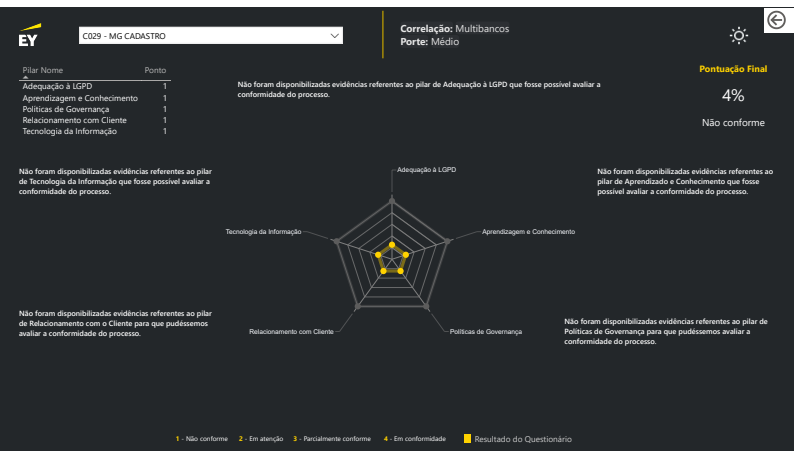 EY
C029 - MG CADASTRO
Correlação: Multibancos
Porte: Médio
Pilar Nome Ponto
Adequação à LGPD 1
Aprendizagem e Conhecimento 1
Políticas de Governança 1
Relacionamento com Cliente 1
Tecnologia da Informação 1
Não foram disponibilizadas evidências referentes ao pilar de Adequação à LGPD que fosse possível avaliar a
conformidade do processo.
Pontuação Final
4%
Não conforme
Não foram disponibilizadas evidências referentes ao pilar
de Tecnologia da Informação que fosse possível avaliar a
conformidade do processo.
Não foram disponibilizadas evidências referentes ao
pilar de Aprendizado e Conhecimento que fosse
possível avaliar a conformidade do processo.
Adequação à LGPD
Tecnologia da Informação
Aprendizagem e Conhecimento
Relacionamento com Cliente
Políticas de Governança
Não foram disponibilizadas evidências referentes ao pilar
de Relacionamento com o Cliente para que pudéssemos
avaliar a conformidade do processo.
Não foram disponibilizadas evidências referentes ao pilar de
Políticas de Governança para que pudéssemos avaliar a
conformidade do processo.
1 - Não conforme 2 - Em atenção 3 - Parcialmente conforme 4 - Em conformidade Resultado do Questionário